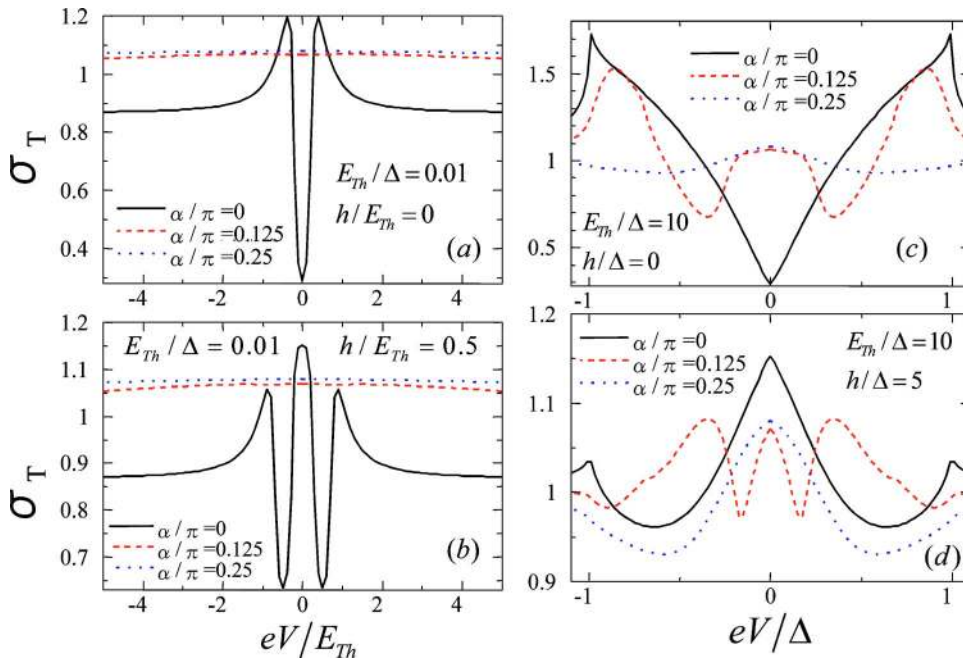 1.2
1
0.8
0.6
0.4
σ_T
-4 -2 0 2 4
E_Th/Δ = 0.01
h/E_Th = 0
α/π=0
α/π=0.125
α/π=0.25
(a)
1.2
1.1
1
0.9
0.8
0.7
σ_T
-4 -2 0 2 4
eV/E_Th
E_Th/Δ = 0.01 h/E_Th = 0.5
α/π=0
α/π=0.125
α/π=0.25
(b)
1.5
1
0.5
σ_T
-1 0 1
α/π=0
α/π=0.125
α/π=0.25
E_Th/Δ=10
h/Δ=0
(c)
1.2
1.1
1
0.9
σ_T
-1 0 1
eV/Δ
α/π=0
α/π=0.125
α/π=0.25
E_Th/Δ=10
h/Δ=5
(d)